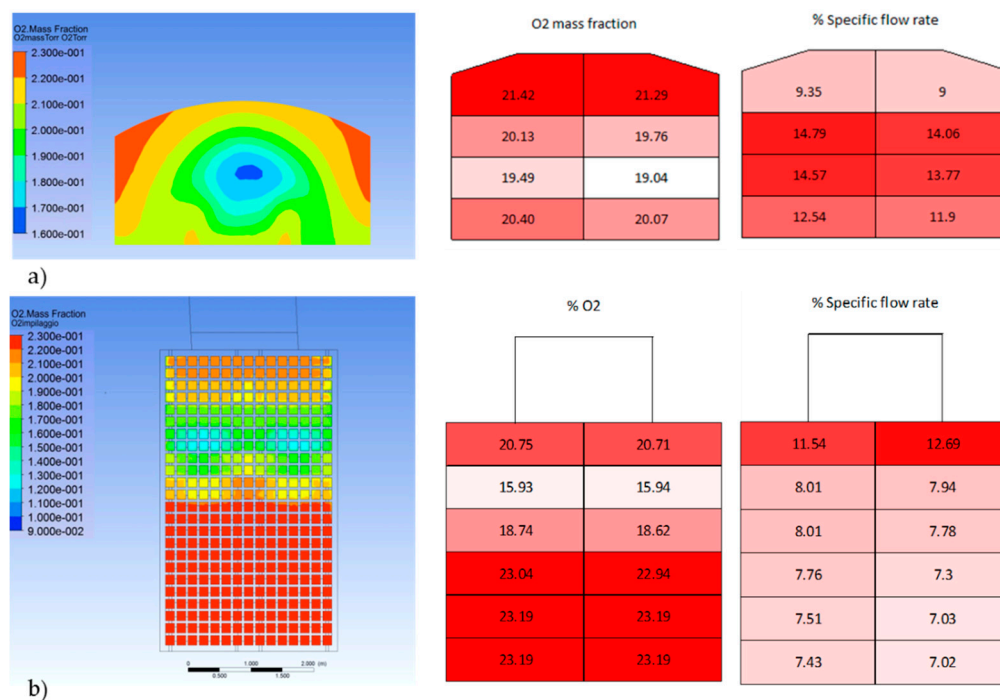 O2.Mass Fraction
O2massTorr O2Torr
2.300e-001
2.200e-001
2.100e-001
2.000e-001
1.900e-001
1.800e-001
1.700e-001
1.600e-001
O2 mass fraction
21.42 21.29
20.13 19.76
19.49 19.04
20.40 20.07
% Specific flow rate
9.35 9
14.79 14.06
14.57 13.77
12.54 11.9
a)
O2.Mass Fraction
O2impilaggio
2.300e-001
2.200e-001
2.100e-001
2.000e-001
1.900e-001
1.800e-001
1.700e-001
1.600e-001
1.500e-001
1.400e-001
1.300e-001
1.200e-001
1.100e-001
1.000e-001
9.000e-002
0 1.000 2.000 (m)
0.500 1.500
% O2
20.75 20.71
15.93 15.94
18.74 18.62
23.04 22.94
23.19 23.19
23.19 23.19
% Specific flow rate
11.54 12.69
8.01 7.94
8.01 7.78
7.76 7.3
7.51 7.03
7.43 7.02
b)